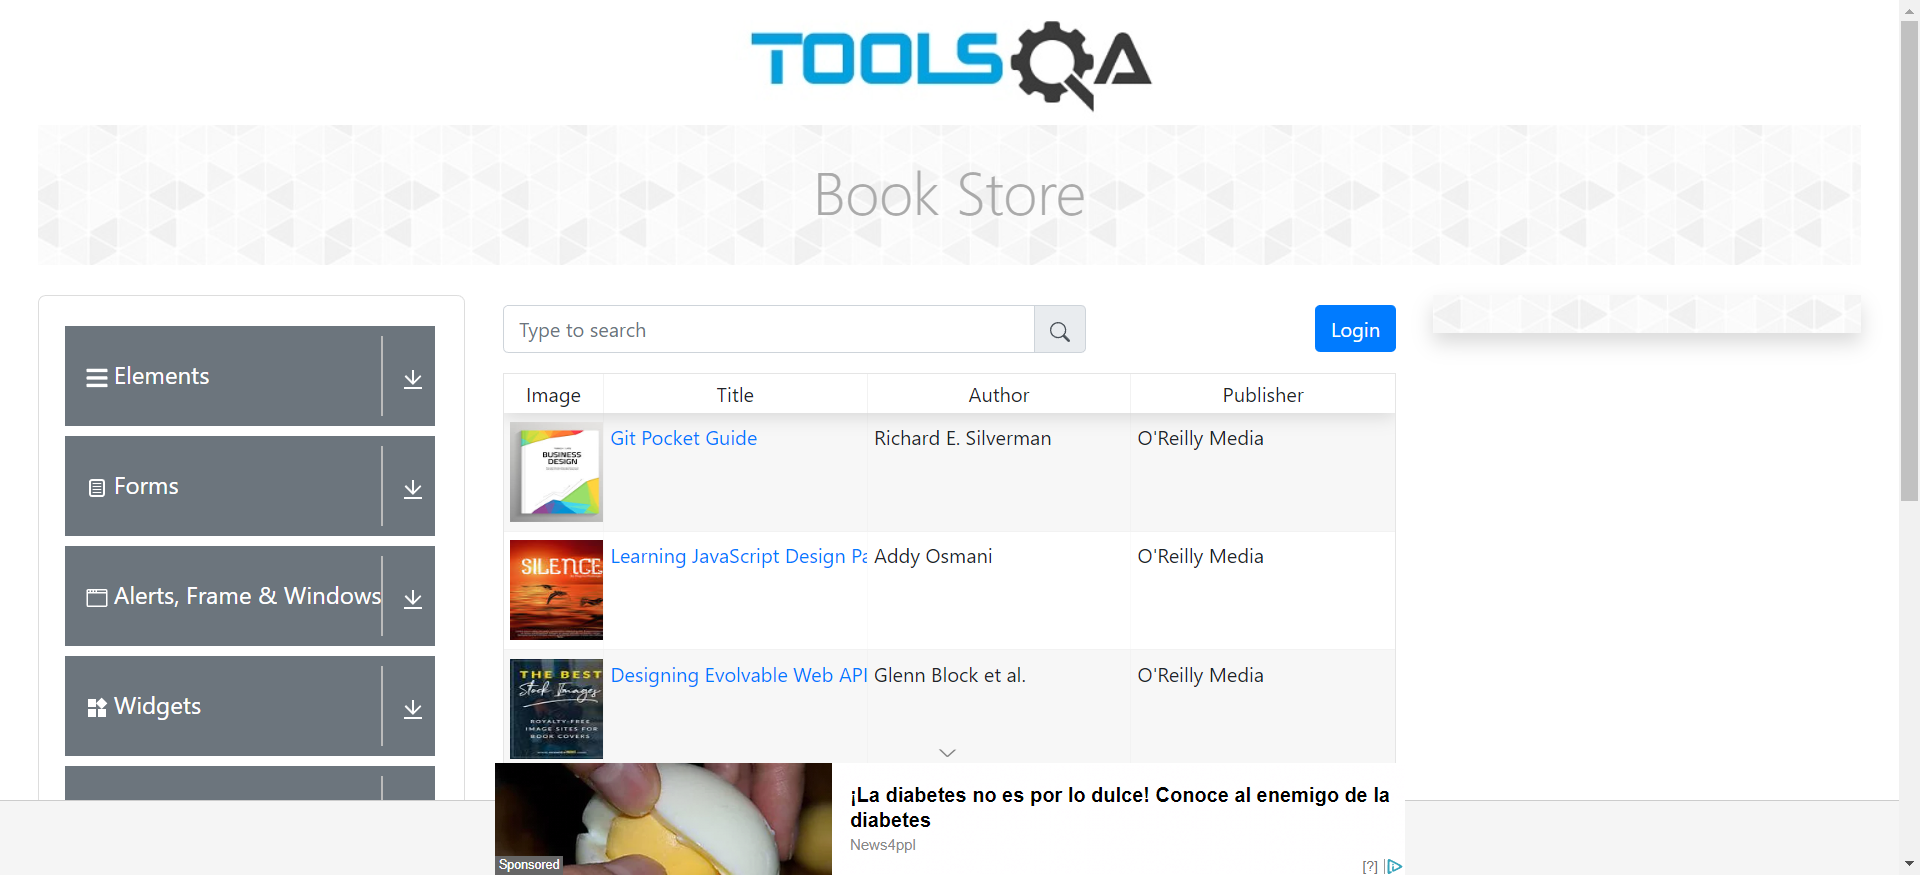 TOOLSQA
Book Store
Type to search
Login
Elements
Forms
Alerts, Frame & Windows
Widgets
Image Title Author Publisher
BUSINESS
DESIGN
Git Pocket Guide Richard E. Silverman O'Reilly Media
SILENCE
Learning JavaScript Design Pa Addy Osmani O'Reilly Media
THE BEST
Stock Images
ROYALTY-FREE
IMAGE SITES FOR
BOOK COVERS
Designing Evolvable Web API Glenn Block et al. O'Reilly Media
Sponsored
¡La diabetes no es por lo dulce! Conoce al enemigo de la
diabetes
News4ppl
[?]